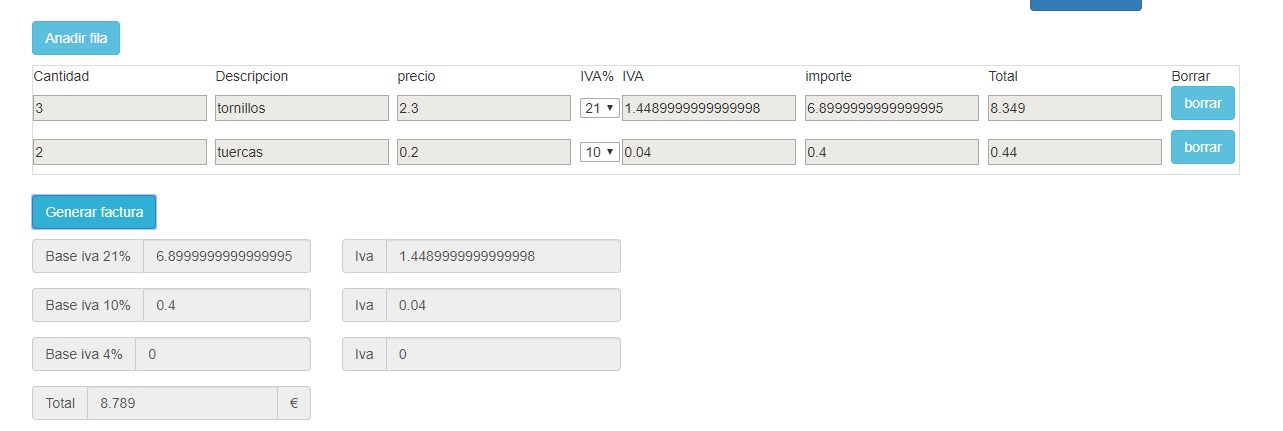 Anadir fila
Cantidad Descripcion precio IVA% IVA importe Total Borrar
3 tornillos 2.3 21 1.4489999999999998 6.8999999999999995 8.349 borrar
2 tuercas 0.2 10 0.04 0.4 0.44 borrar
Generar factura
Base iva 21% 6.8999999999999995 Iva 1.4489999999999998
Base iva 10% 0.4 Iva 0.04
Base iva 4% 0 Iva 0
Total 8.789 €